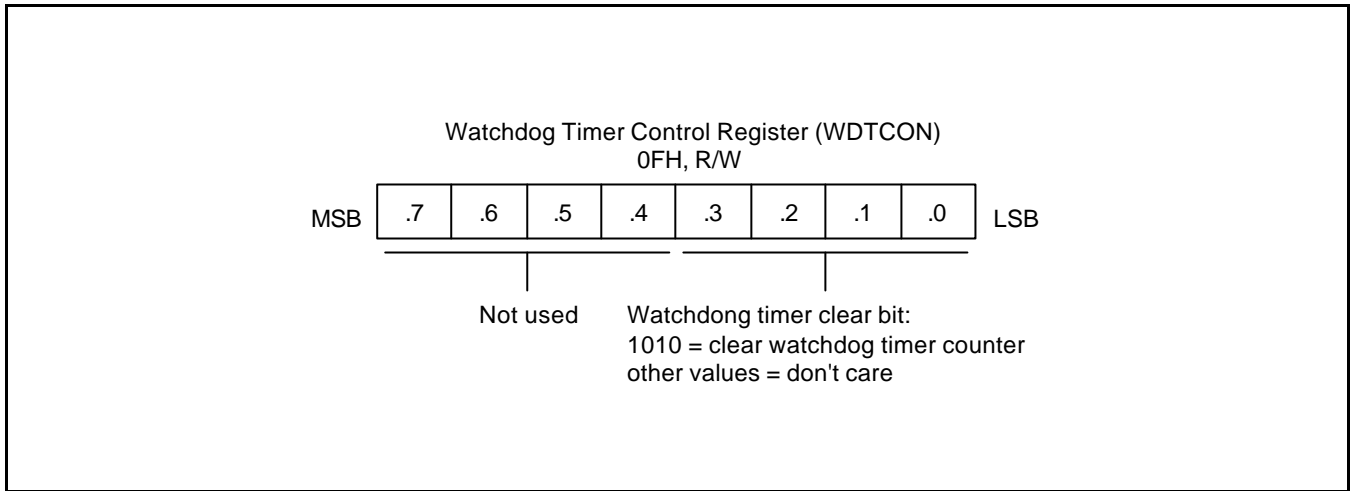 Watchdog Timer Control Register (WDTCON)
0FH, R/W
MSB .7 .6 .5 .4 .3 .2 .1 .0 LSB
Not used
Watchdong timer clear bit:
1010 = clear watchdog timer counter
other values = don't care